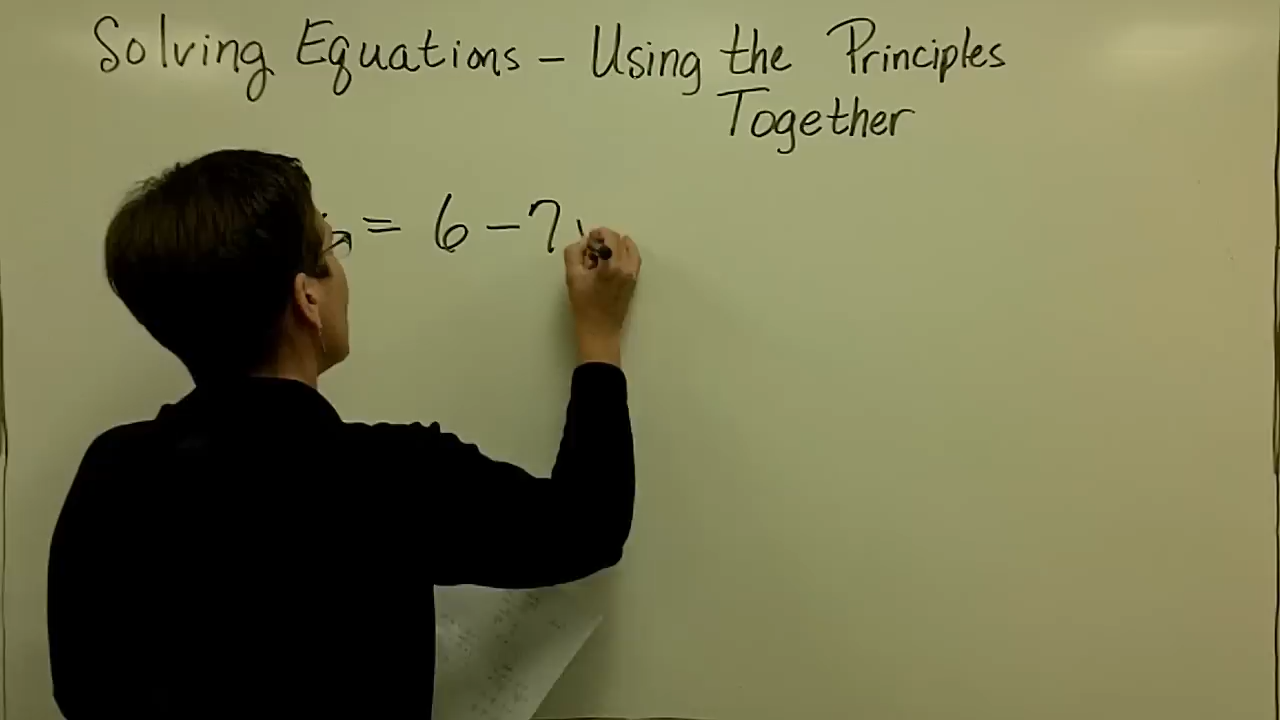 Solving Equations – Using the Principles
Together
= 6 - 7